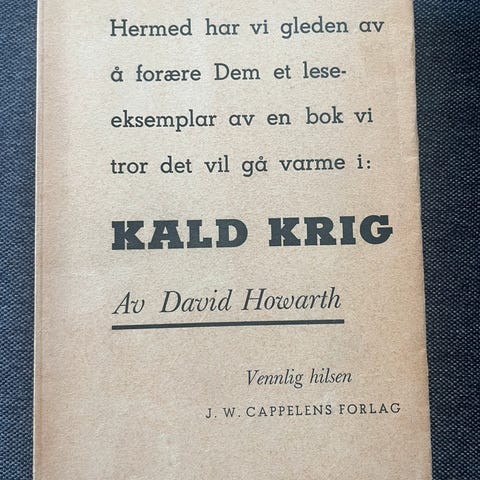 Hermed har vi gleden av
å forære Dem et lese-
eksemplar av en bok vi
tror det vil gå varme i:
KALD KRIG
Av David Howarth
Vennlig hilsen
J. W. CAPPELENS FORLAG